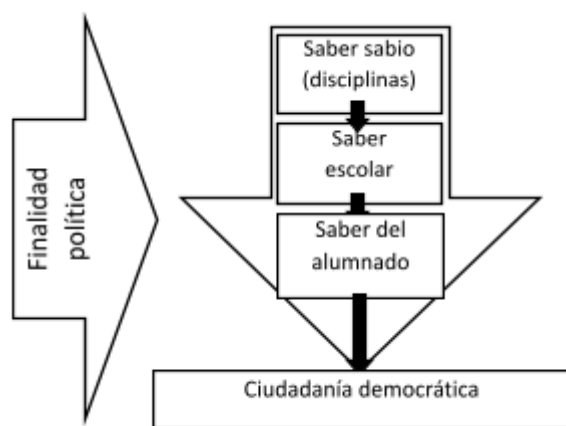 Finalidad
política
Saber sabio
(disciplinas)
Saber
escolar
Saber del
alumnado
Ciudadanía democrática